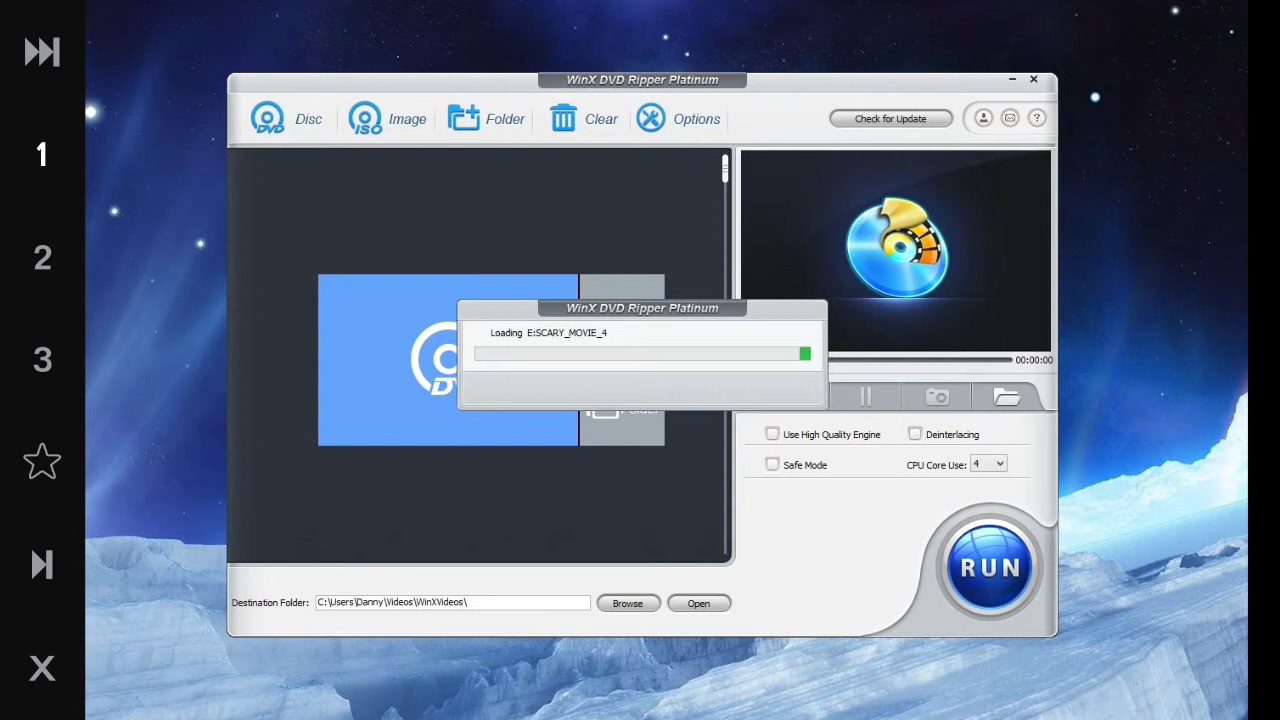 WinX DVD Ripper Platinum
DVD Disc
ISO Image
Folder
Clear
Options
Check for Update
?
1
2
3
X
WinX DVD Ripper Platinum
Loading E:SCARY_MOVIE_4
00:00:00
Use High Quality Engine
Deinterlacing
Safe Mode
CPU Core Use: 4
RUN
Destination Folder: C:\Users\Danny\Videos\WinXVideos\
Browse
Open